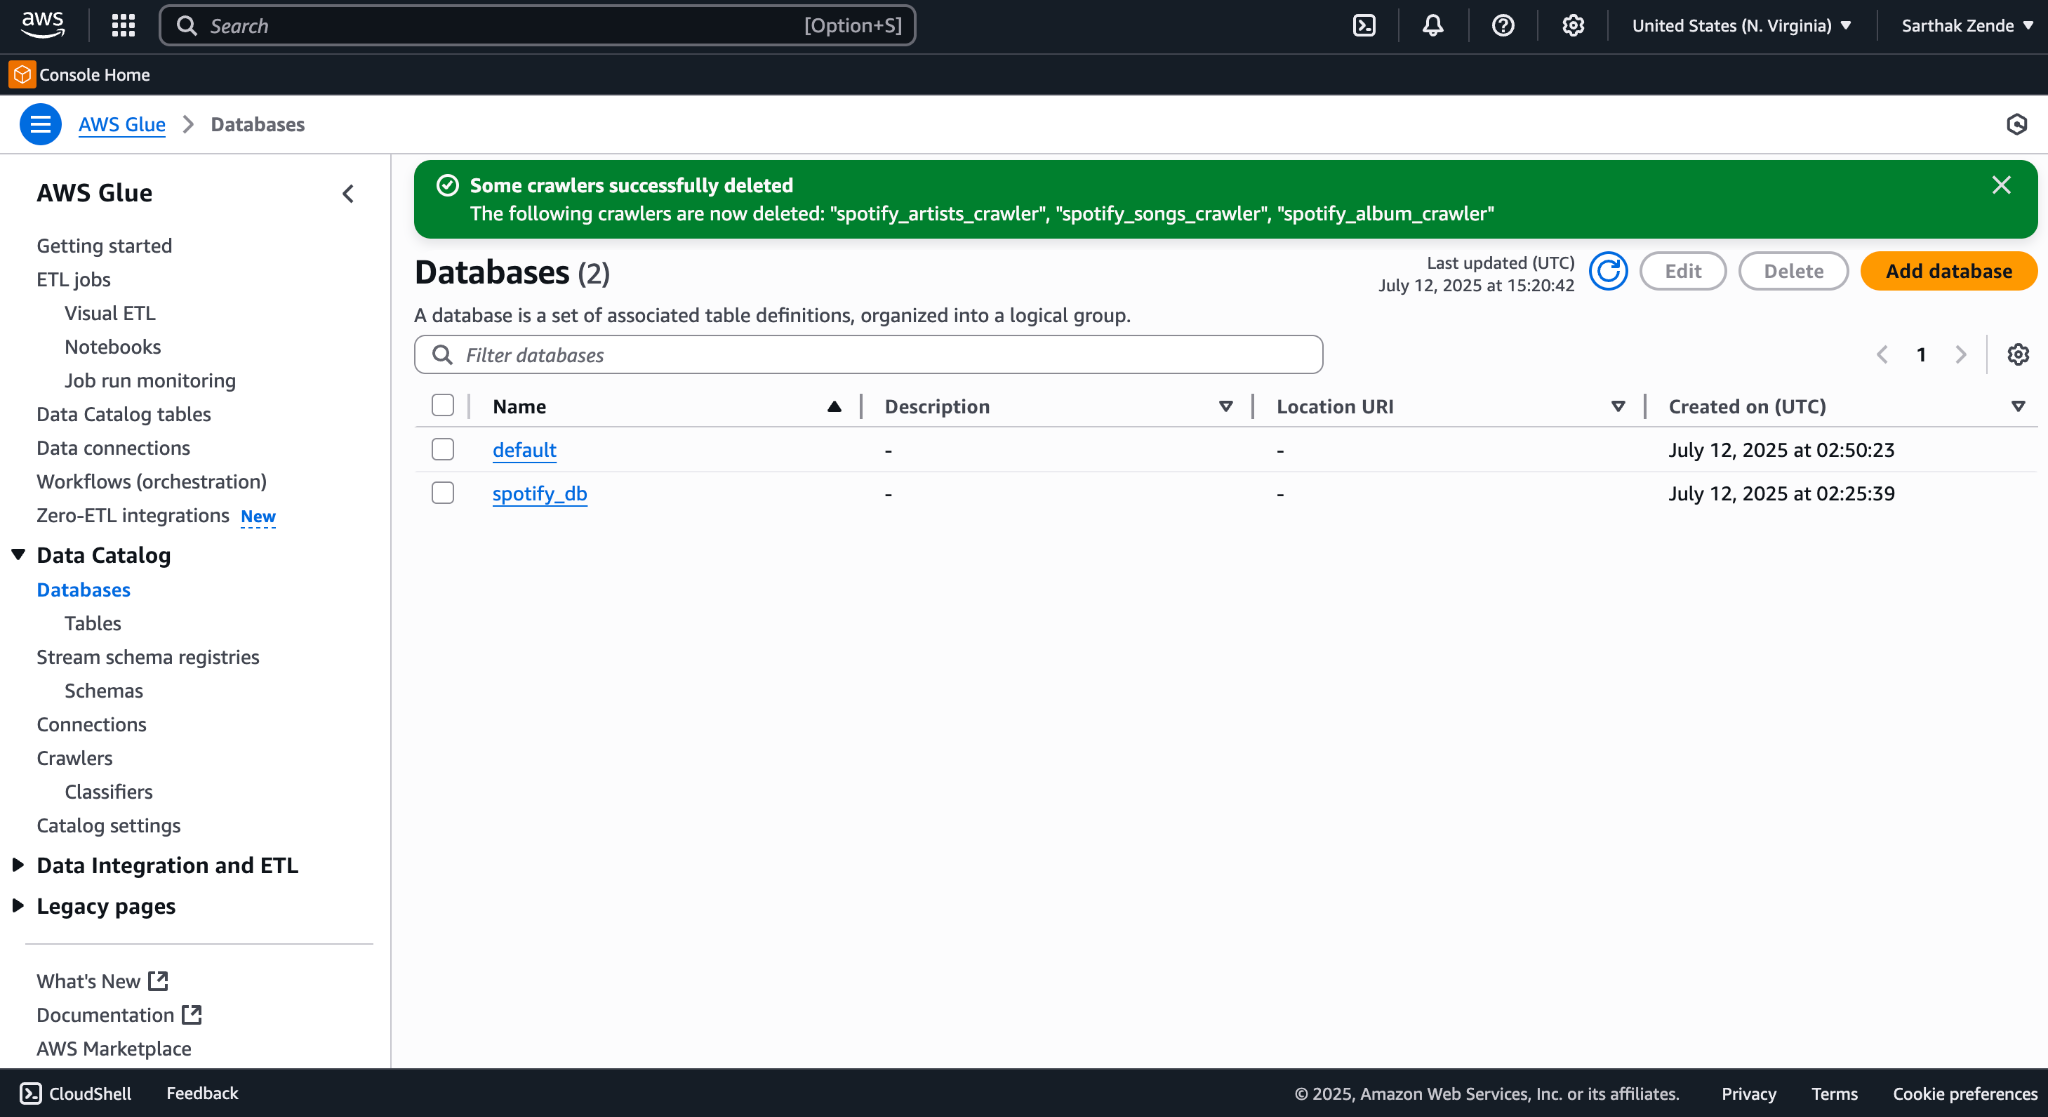 aws
Search [Option+S]
United States (N. Virginia)
Sarthak Zende
Console Home
AWS Glue
Databases
AWS Glue
Getting started
ETL jobs
Visual ETL
Notebooks
Job run monitoring
Data Catalog tables
Data connections
Workflows (orchestration)
Zero-ETL integrations New
Data Catalog
Databases
Tables
Stream schema registries
Schemas
Connections
Crawlers
Classifiers
Catalog settings
Data Integration and ETL
Legacy pages
What's New
Documentation
AWS Marketplace
Some crawlers successfully deleted
The following crawlers are now deleted: "spotify_artists_crawler", "spotify_songs_crawler", "spotify_album_crawler"
Databases (2)
Last updated (UTC)
July 12, 2025 at 15:20:42
Edit
Delete
Add database
A database is a set of associated table definitions, organized into a logical group.
Filter databases
1
Name Description Location URI Created on (UTC)
default - - July 12, 2025 at 02:50:23
spotify_db - - July 12, 2025 at 02:25:39
CloudShell
Feedback
© 2025, Amazon Web Services, Inc. or its affiliates.
Privacy
Terms
Cookie preferences